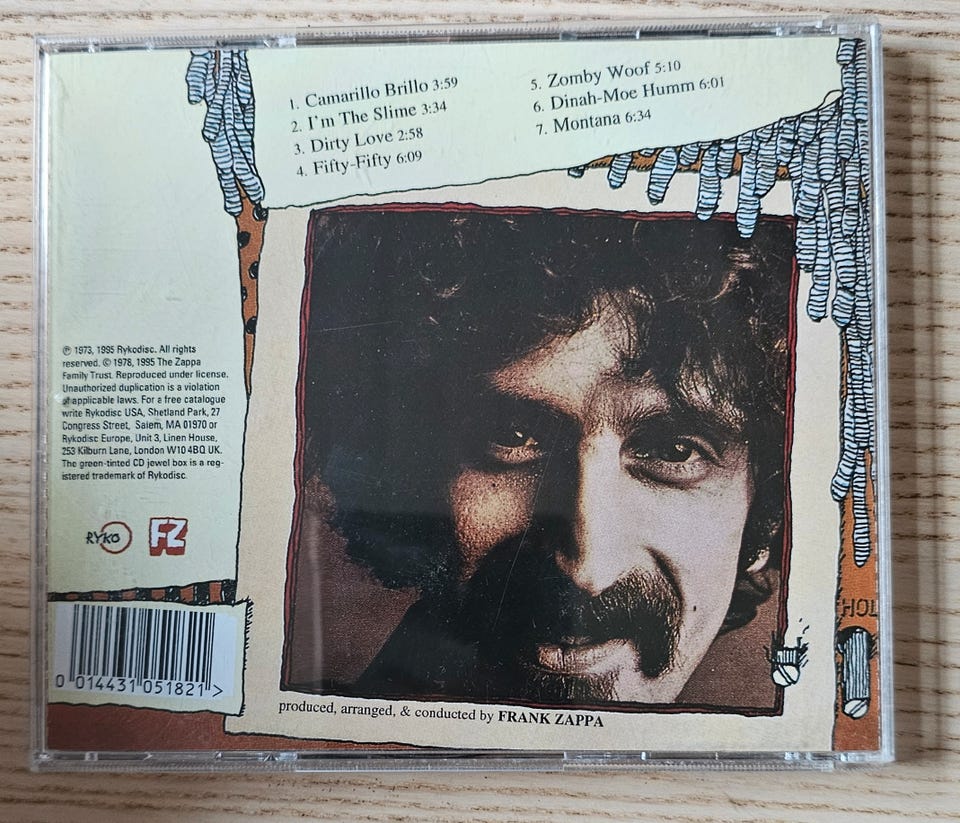 1. Camarillo Brillo 3:59
2. I'm The Slime 3:34
3. Dirty Love 2:58
4. Fifty-Fifty 6:09
5. Zomby Woof 5:10
6. Dinah-Moe Humm 6:01
7. Montana 6:34
℗ 1973, 1995 Rykodisc. All rights
reserved. © 1978, 1995 The Zappa
Family Trust. Reproduced under license.
Unauthorized duplication is a violation
of applicable laws. For a free catalogue
write Rykodisc USA, Shetland Park, 27
Congress Street, Salem, MA 01970 or
Rykodisc Europe, Unit 3, Linen House,
253 Kilburn Lane, London W10 4BQ UK.
The green-tinted CD jewel box is a reg-
istered trademark of Rykodisc.
RYKO
FZ
HOL
0 014431 051821 >
produced, arranged, & conducted by FRANK ZAPPA